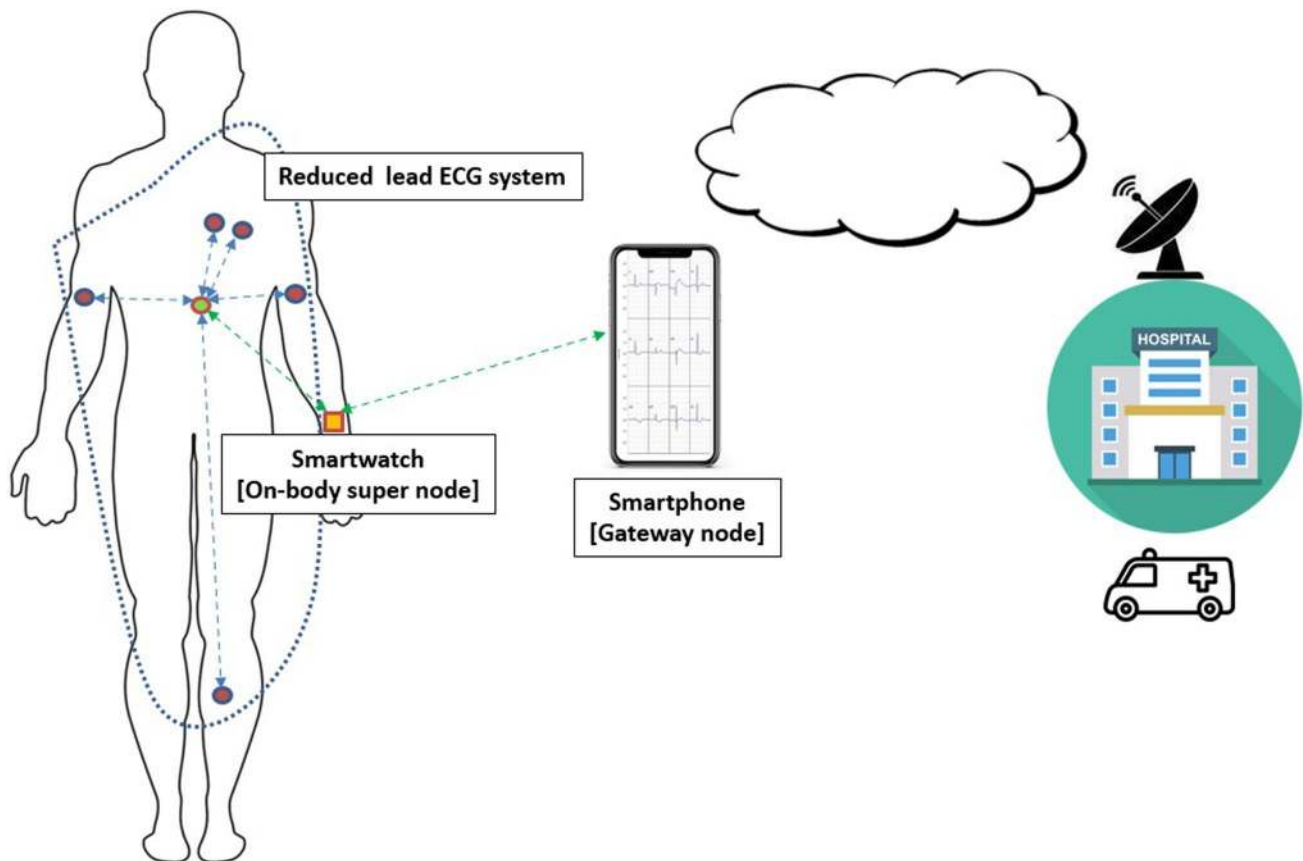 Reduced lead ECG system
HOSPITAL
Smartwatch
[On-body super node]
Smartphone
[Gateway node]